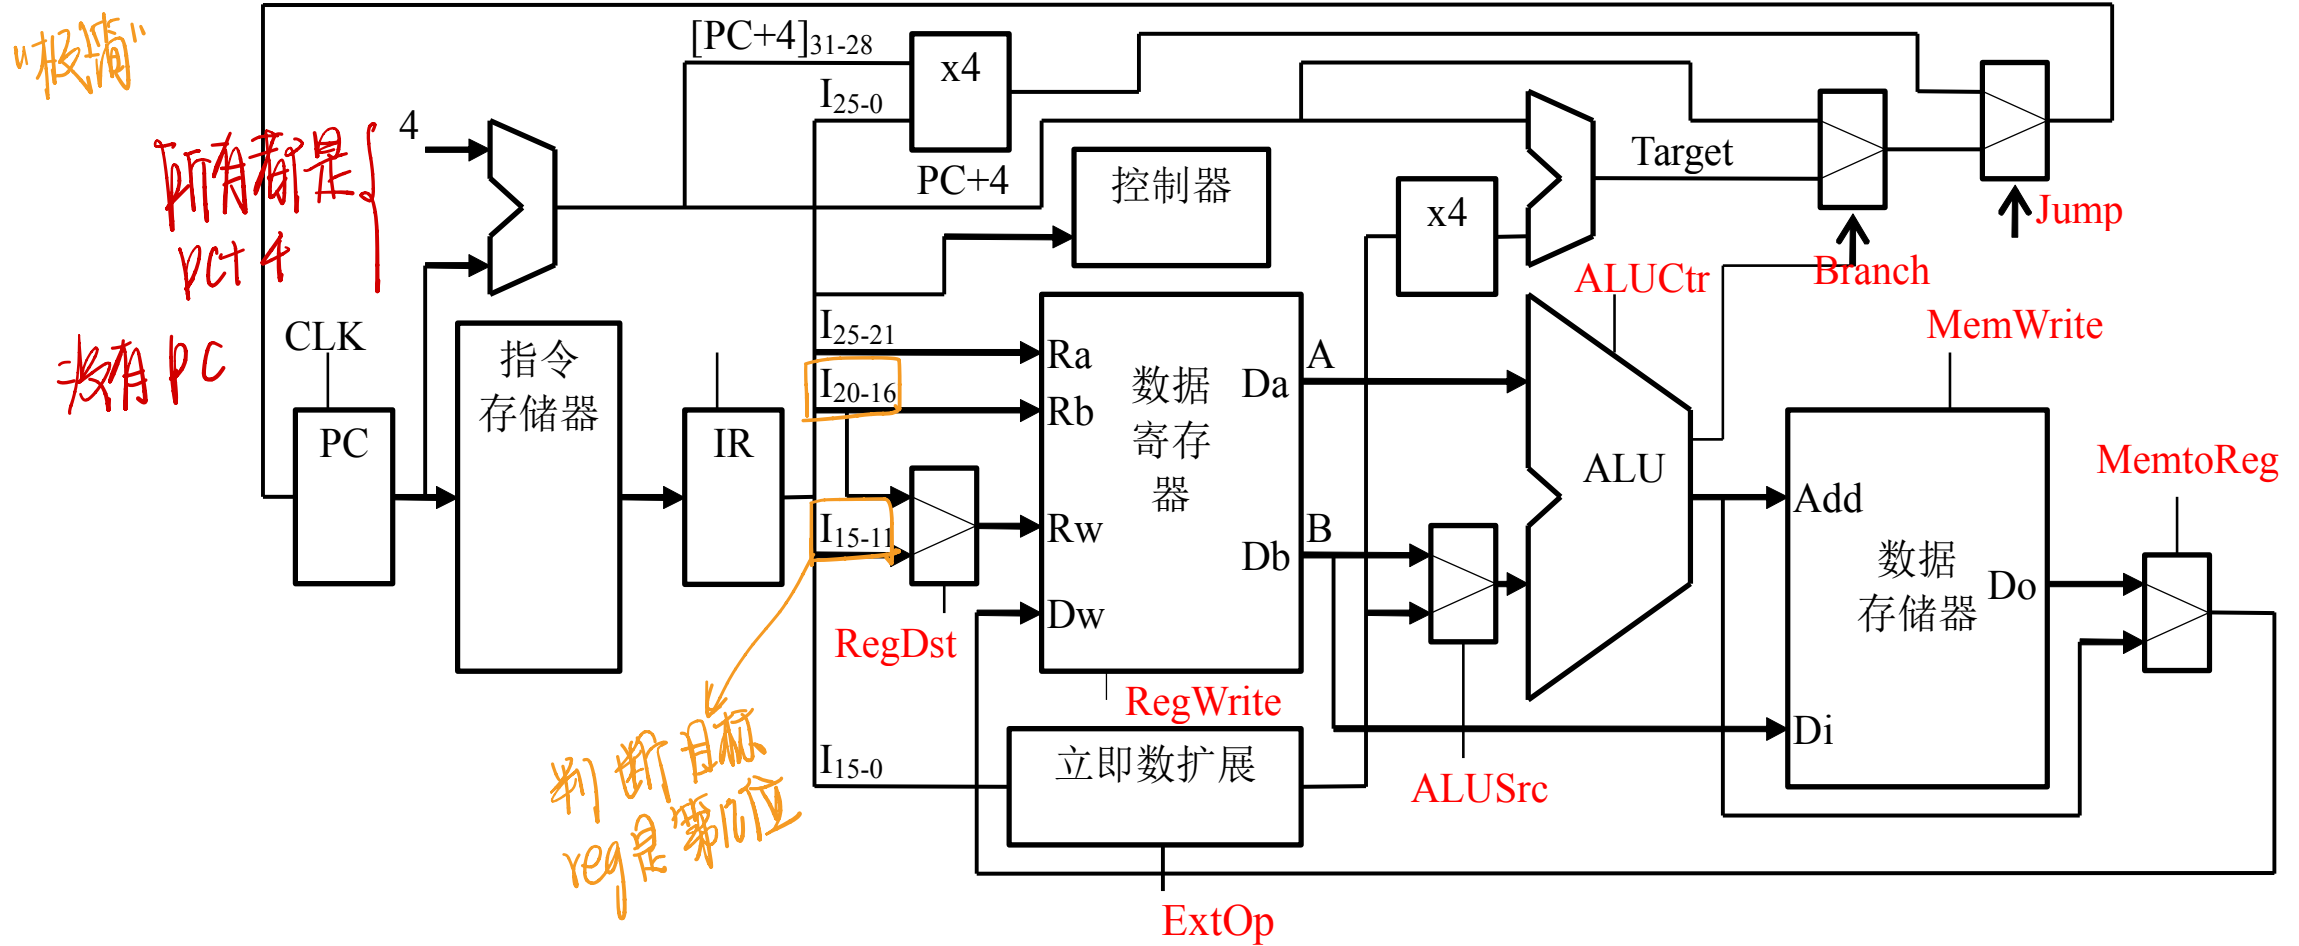 [PC+4]31-28
x4
I25-0
4
所有都是
PC+4
没有PC
PC+4
控制器
Target
x4
Jump
Branch
ALUCtr
MemWrite
CLK
PC
指令
存储器
IR
I25-21
Ra
I20-16
Rb
数据
寄存
器
Da
A
I15-11
Rw
Db
B
Dw
RegDst
RegWrite
ALU
Add
数据
存储器
Do
Di
MemtoReg
I15-0
立即数扩展
ALUSrc
ExtOp
判断目标
reg是第几位